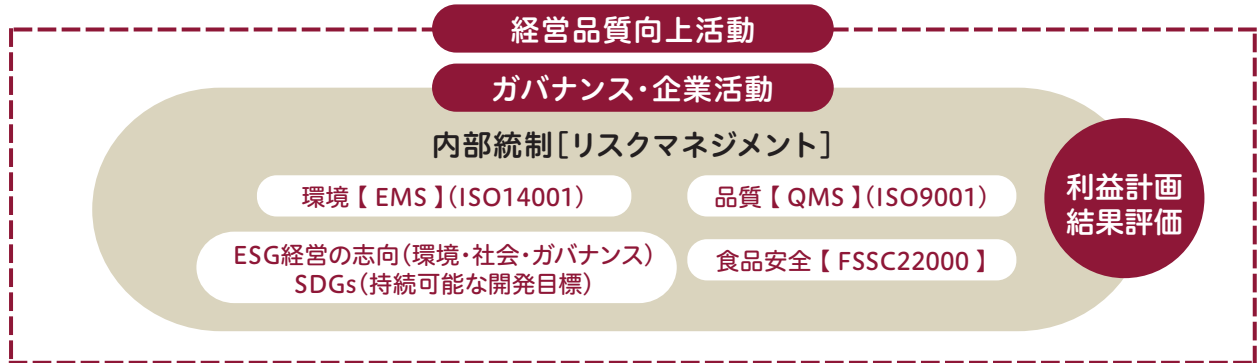 経営品質向上活動
ガバナンス・企業活動
内部統制[リスクマネジメント]
環境【 EMS 】(ISO14001)
品質【 QMS 】(ISO9001)
ESG経営の志向(環境・社会・ガバナンス)
SDGs(持続可能な開発目標)
食品安全【 FSSC22000 】
利益計画
結果評価